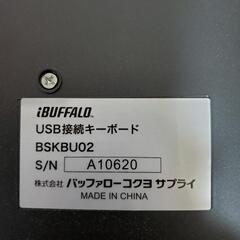 iBUFFALO
USB接続キーボード
BSKBU02
S/N A10620
株式会社 バッファローコクヨ サプライ
MADE IN CHINA